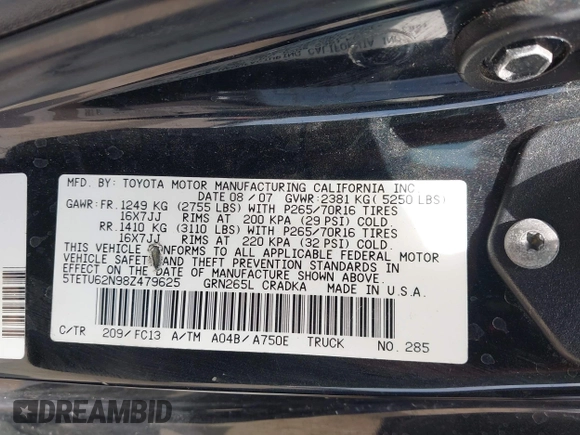 MFD. BY: TOYOTA MOTOR MANUFACTURING CALIFORNIA INC
DATE 08/07 GVWR: 2381 KG( 5250 LBS)
GAWR: FR. 1249 KG (2755 LBS) WITH P265/70R16 TIRES
16X7JJ RIMS AT 200 KPA (29 PSI) COLD.
RR. 1410 KG (3110 LBS) WITH P265/70R16 TIRES
16X7JJ RIMS AT 220 KPA (32 PSI) COLD.
THIS VEHICLE TO ALL APPLICABLE FEDERAL MOTOR
VEHICLE SAFETY AND THEFT PREVENTION STANDARDS IN
EFFECT ON THE DATE OF MANUFACTURE SHOWN ABOVE.
5TETU62N98Z479625 GRN265L CRADKA MADE IN U.S.A.
C/TR 209/FC13 A/TM A04B/A750E TRUCK NO. 285
DREAMBID